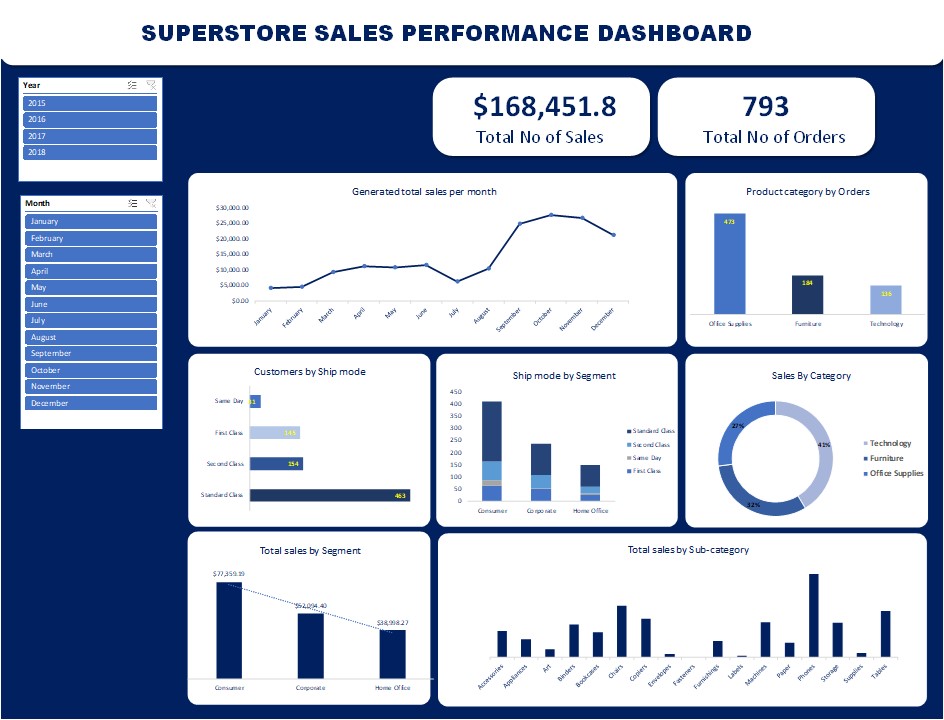 SUPERSTORE SALES PERFORMANCE DASHBOARD
Year
2015
2016
2017
2018
Month
January
February
March
April
May
June
July
August
September
October
November
December
$168,451.8
Total No of Sales
793
Total No of Orders
Generated total sales per month
$30,000.00
$25,000.00
$20,000.00
$15,000.00
$10,000.00
$5,000.00
$0.00
January
February
March
April
May
June
July
August
September
October
November
December
Product category by Orders
473
184
136
Office Supplies
Furniture
Technology
Customers by Ship mode
Same Day
First Class
Second Class
154
Standard Class
463
Ship mode by Segment
450
400
350
300
250
200
150
100
50
0
Consumer
Corporate
Home Office
Standard Class
Second Class
Same Day
First Class
Sales By Category
27%
41%
32%
Technology
Furniture
Office Supplies
Total sales by Segment
$77,359.19
$52,094.40
$38,998.27
Consumer
Corporate
Home Office
Total sales by Sub-category
Accessories
Appliances
Art
Binders
Bookcases
Chairs
Copiers
Envelopes
Fasteners
Furnishings
Labels
Machines
Paper
Phones
Storage
Supplies
Tables